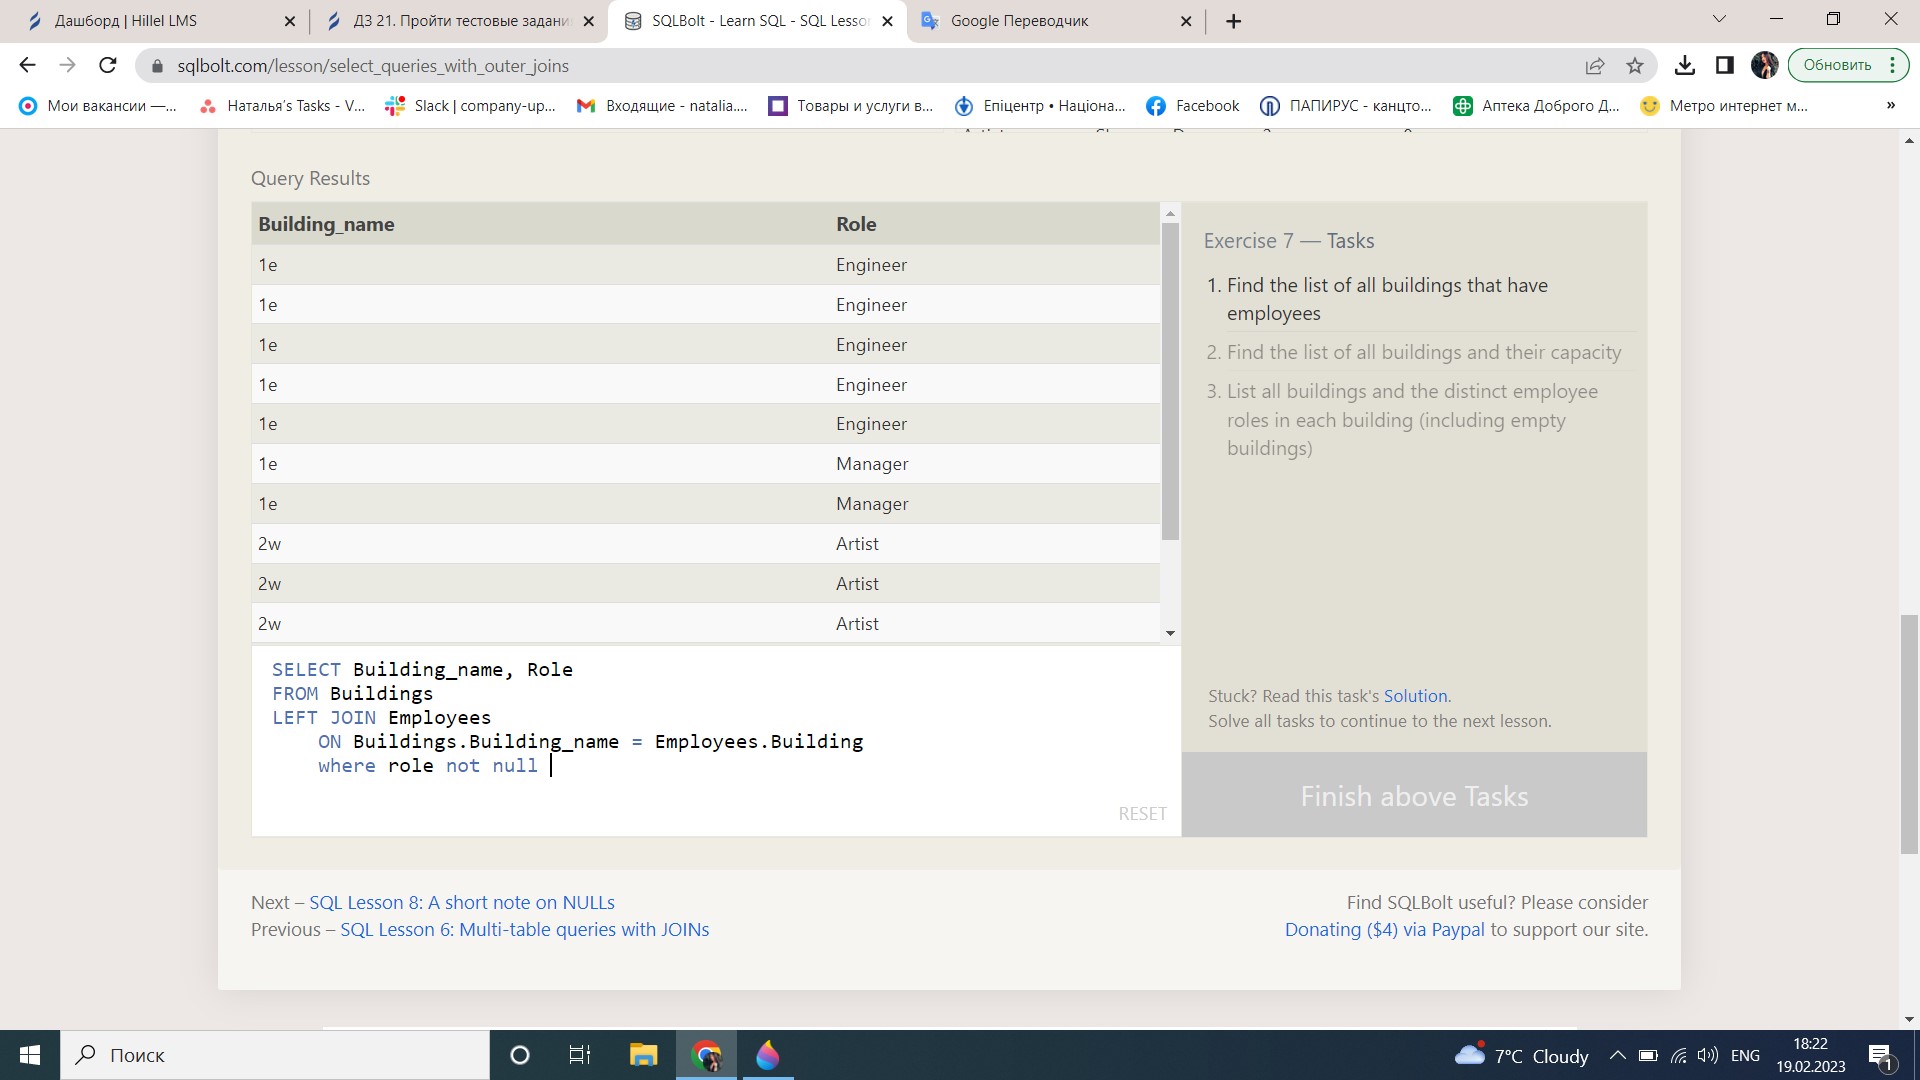 Дашборд | Hillel LMS
ДЗ 21. Пройти тестовые задани
SQLBolt - Learn SQL - SQL Lesso
Google Переводчик
sqlbolt.com/lesson/select_queries_with_outer_joins
Обновить
Мои вакансии —...
Наталья's Tasks - V...
Slack | company-up...
Входящие - natalia....
Товары и услуги в...
Епіцентр • Націона...
Facebook
ПАПИРУС - канцто...
Аптека Доброго Д...
Метро интернет м...
»
Query Results
Building_name Role
1e Engineer
1e Engineer
1e Engineer
1e Engineer
1e Engineer
1e Manager
1e Manager
2w Artist
2w Artist
2w Artist
Exercise 7 — Tasks
1. Find the list of all buildings that have
employees
2. Find the list of all buildings and their capacity
3. List all buildings and the distinct employee
roles in each building (including empty
buildings)
SELECT Building_name, Role
FROM Buildings
LEFT JOIN Employees
ON Buildings.Building_name = Employees.Building
where role not null
RESET
Stuck? Read this task's Solution.
Solve all tasks to continue to the next lesson.
Finish above Tasks
Next – SQL Lesson 8: A short note on NULLs
Previous – SQL Lesson 6: Multi-table queries with JOINs
Find SQLBolt useful? Please consider
Donating ($4) via Paypal to support our site.
Поиск
7°C Cloudy
ENG
18:22
19.02.2023
1